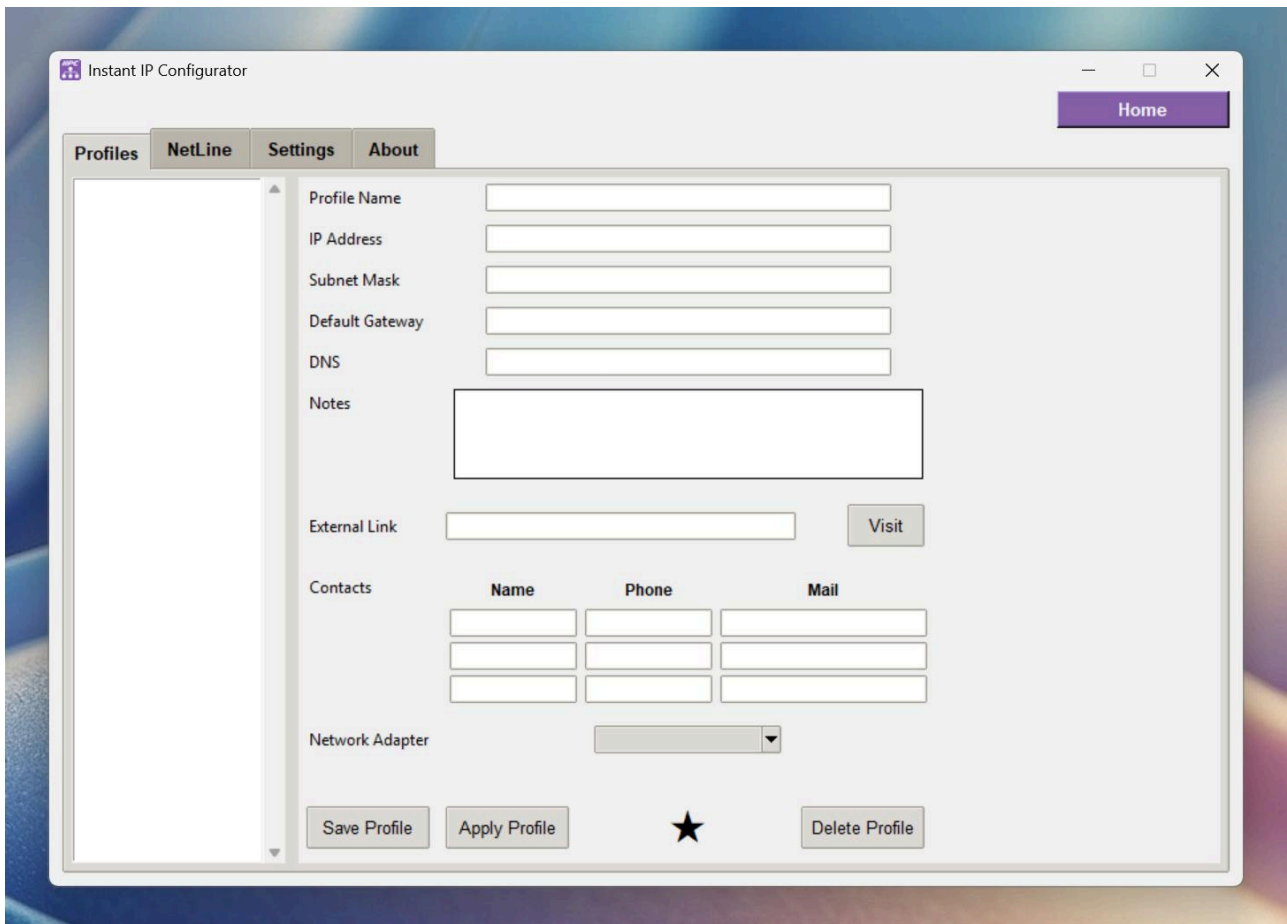 Instant IP Configurator
Home
Profiles NetLine Settings About
Profile Name
IP Address
Subnet Mask
Default Gateway
DNS
Notes
External Link Visit
Contacts Name Phone Mail
Network Adapter
Save Profile Apply Profile Delete Profile